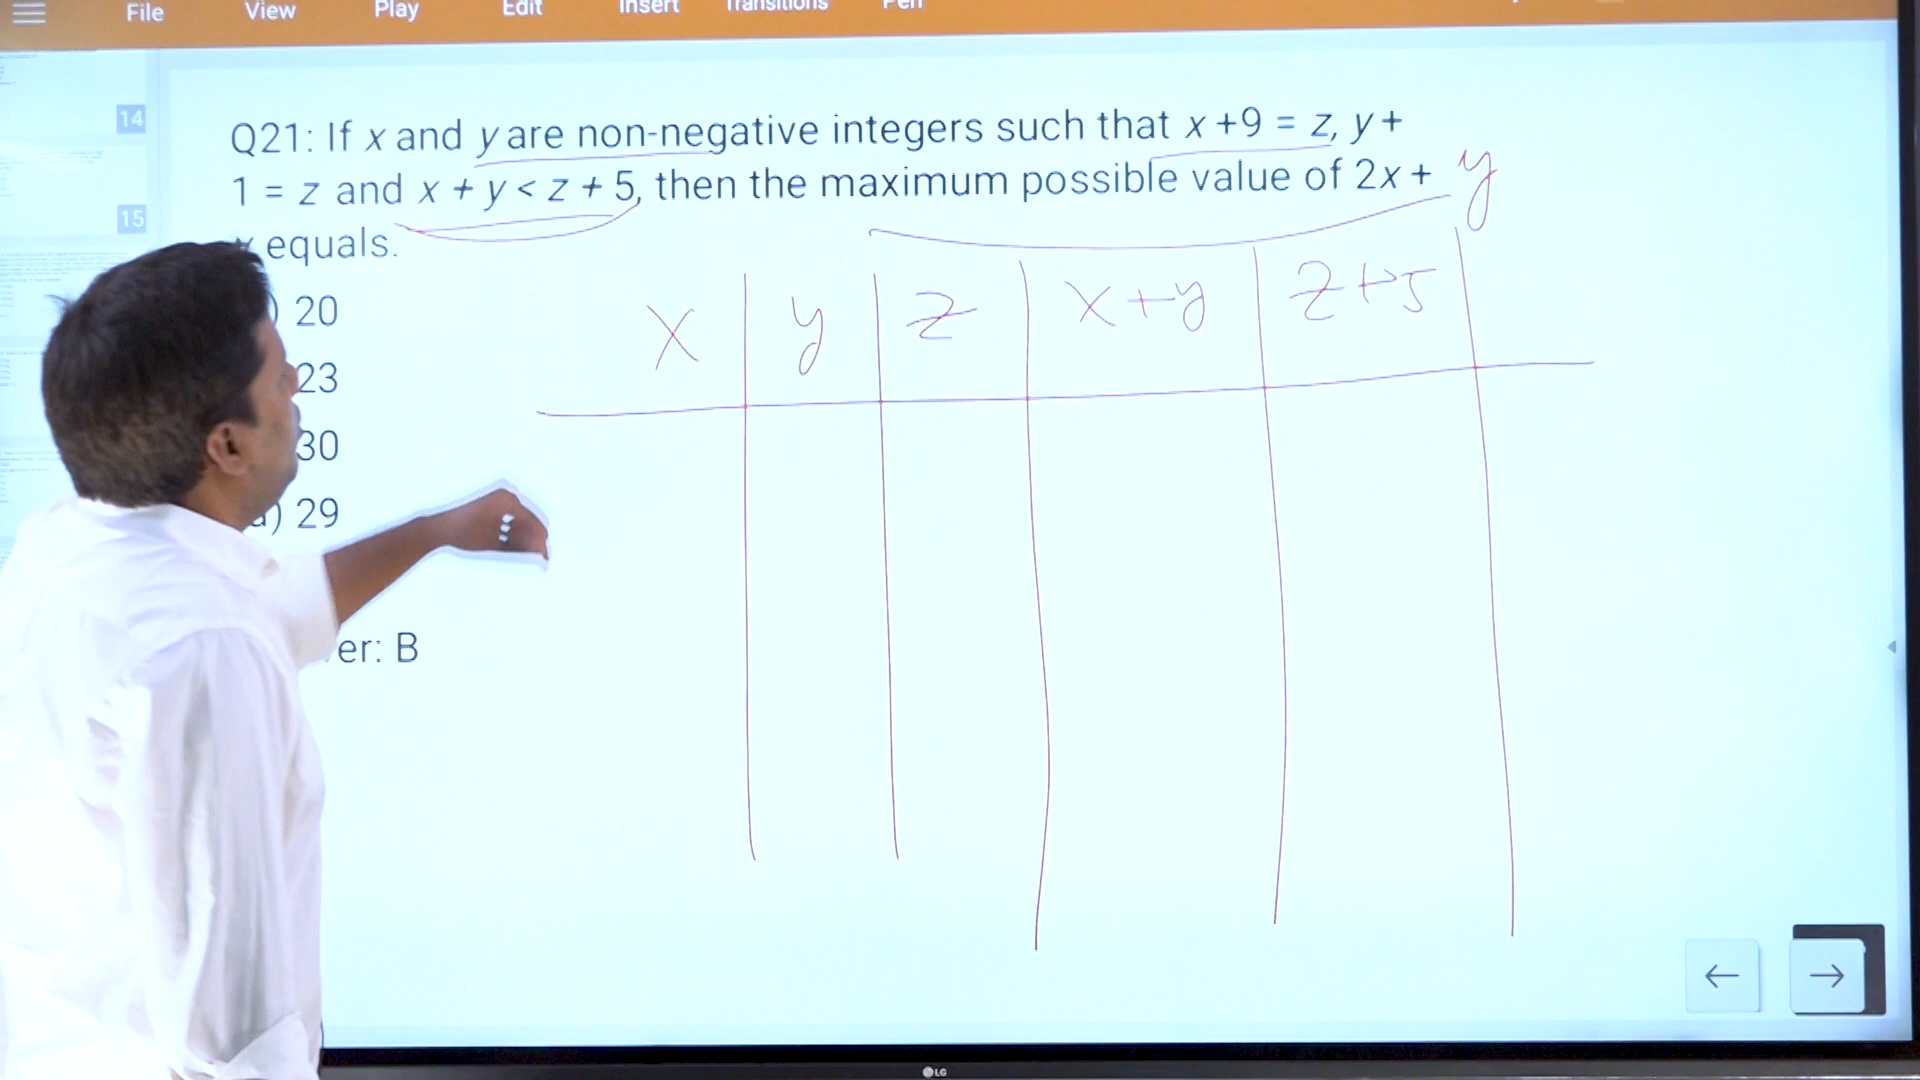 File View Play Edit Insert Transitions Pen
14
15
Q21: If x and y are non-negative integers such that x +9 = z, y +
1 = z and x + y < z + 5, then the maximum possible value of 2x + y
equals.
) 20
23
30
) 29
er: B
x y z x+y z+5
LG